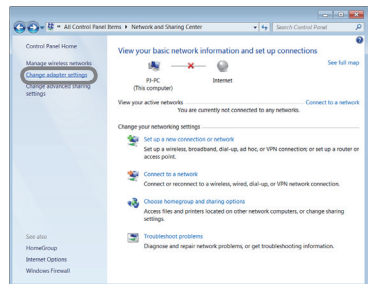 « All Control Panel Items ▸ Network and Sharing Center
Search Control Panel
Control Panel Home
Manage wireless networks
Change adapter settings
Change advanced sharing
settings
See also
HomeGroup
Internet Options
Windows Firewall
View your basic network information and set up connections
See full map
PJ-PC
(This computer)
Internet
View your active networks
Connect to a network
You are currently not connected to any networks.
Change your networking settings
Set up a new connection or network
Set up a wireless, broadband, dial-up, ad hoc, or VPN connection; or set up a router or
access point.
Connect to a network
Connect or reconnect to a wireless, wired, dial-up, or VPN network connection.
Choose homegroup and sharing options
Access files and printers located on other network computers, or change sharing
settings.
Troubleshoot problems
Diagnose and repair network problems, or get troubleshooting information.